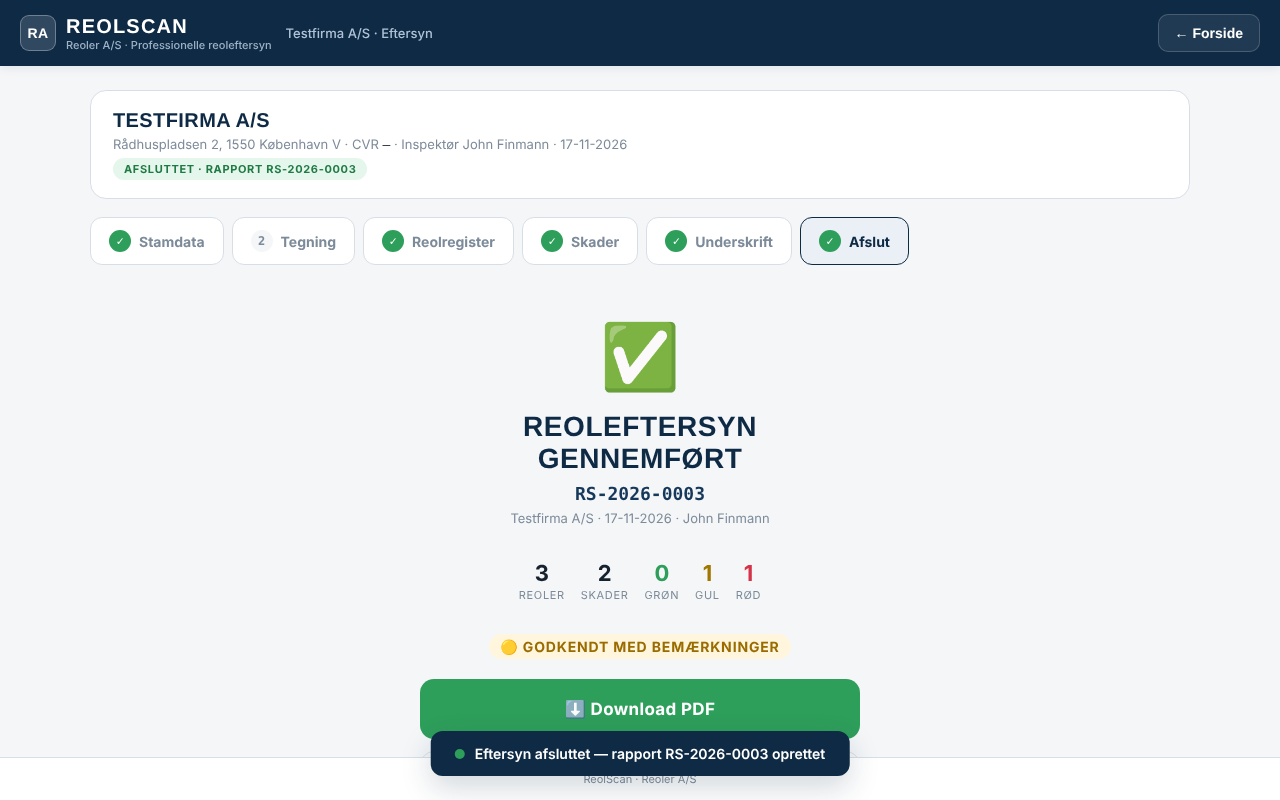 RA
REOLSCAN
Reoler A/S · Professionelle reoleftersyn
Testfirma A/S · Eftersyn
← Forside
TESTFIRMA A/S
Rådhuspladsen 2, 1550 København V · CVR – · Inspektør John Finmann · 17-11-2026
AFSLUTTET · RAPPORT RS-2026-0003
✓ Stamdata
2 Tegning
✓ Reolregister
✓ Skader
✓ Underskrift
✓ Afslut
REOLEFTERSYN
GENNEMFØRT
RS-2026-0003
Testfirma A/S · 17-11-2026 · John Finmann
3 2 0 1 1
REOLER SKADER GRØN GUL RØD
🟡 GODKENDT MED BEMÆRKNINGER
⬇️ Download PDF
Eftersyn afsluttet — rapport RS-2026-0003 oprettet
ReolScan · Reoler A/S